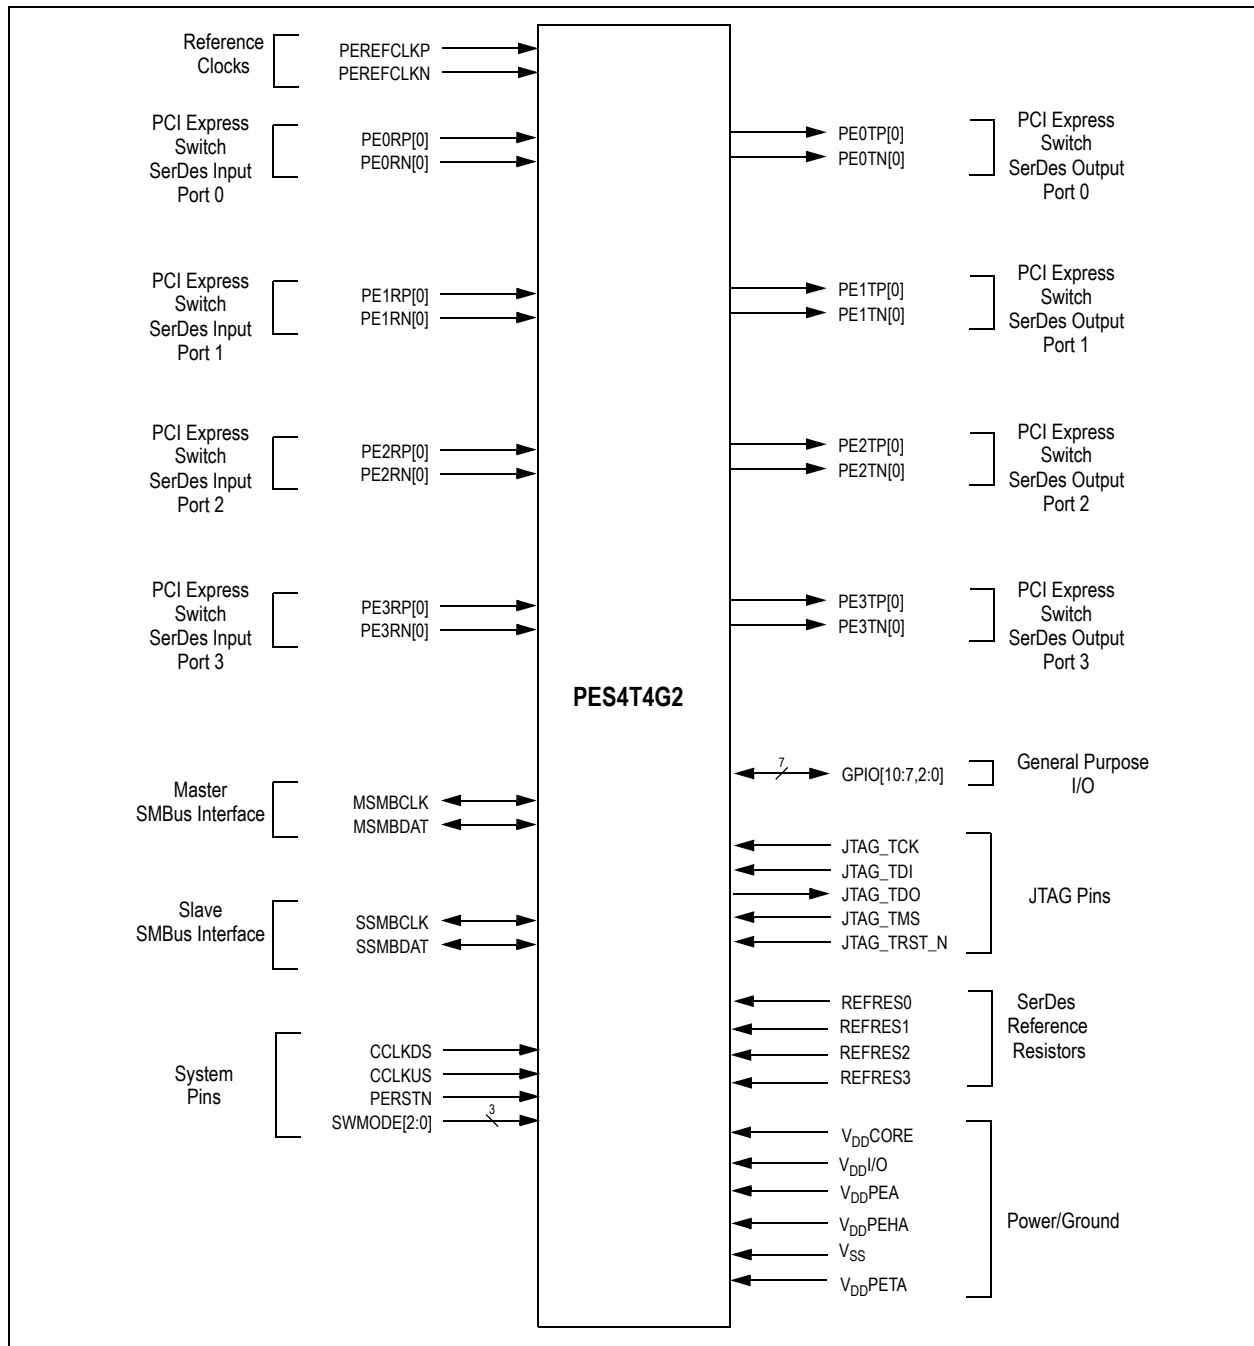 Reference
Clocks
PEREFCLKP
PEREFCLKN
PCI Express
Switch
SerDes Input
Port 0
PE0RP[0]
PE0RN[0]
PE0TP[0]
PE0TN[0]
PCI Express
Switch
SerDes Output
Port 0
PCI Express
Switch
SerDes Input
Port 1
PE1RP[0]
PE1RN[0]
PE1TP[0]
PE1TN[0]
PCI Express
Switch
SerDes Output
Port 1
PCI Express
Switch
SerDes Input
Port 2
PE2RP[0]
PE2RN[0]
PE2TP[0]
PE2TN[0]
PCI Express
Switch
SerDes Output
Port 2
PCI Express
Switch
SerDes Input
Port 3
PE3RP[0]
PE3RN[0]
PE3TP[0]
PE3TN[0]
PCI Express
Switch
SerDes Output
Port 3
PES4T4G2
Master
SMBus Interface
MSMBCLK
MSMBDAT
7
GPIO[10:7,2:0]
General Purpose
I/O
Slave
SMBus Interface
SSMBCLK
SSMBDAT
JTAG_TCK
JTAG_TDI
JTAG_TDO
JTAG_TMS
JTAG_TRST_N
JTAG Pins
System
Pins
CCLKDS
CCLKUS
PERSTN
SWMODE[2:0]
3
REFRES0
REFRES1
REFRES2
REFRES3
SerDes
Reference
Resistors
VDDCORE
VDDI/O
VDDPEA
VDDPEHA
VSS
VDDPETA
Power/Ground